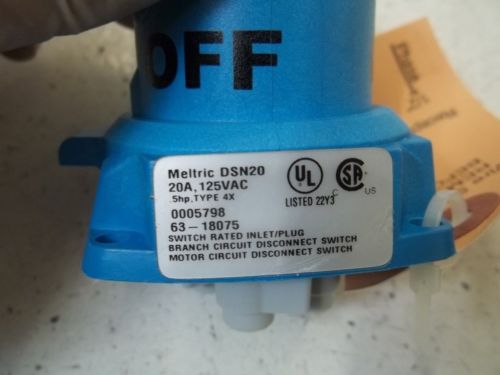 OFF
Meltric DSN20
20A,125VAC
.5hp,TYPE 4X
0005798
63-18075
SWITCH RATED INLET/PLUG
BRANCH CIRCUIT DISCONNECT SWITCH
MOTOR CIRCUIT DISCONNECT SWITCH
UL
LISTED 22Y3
C SA US